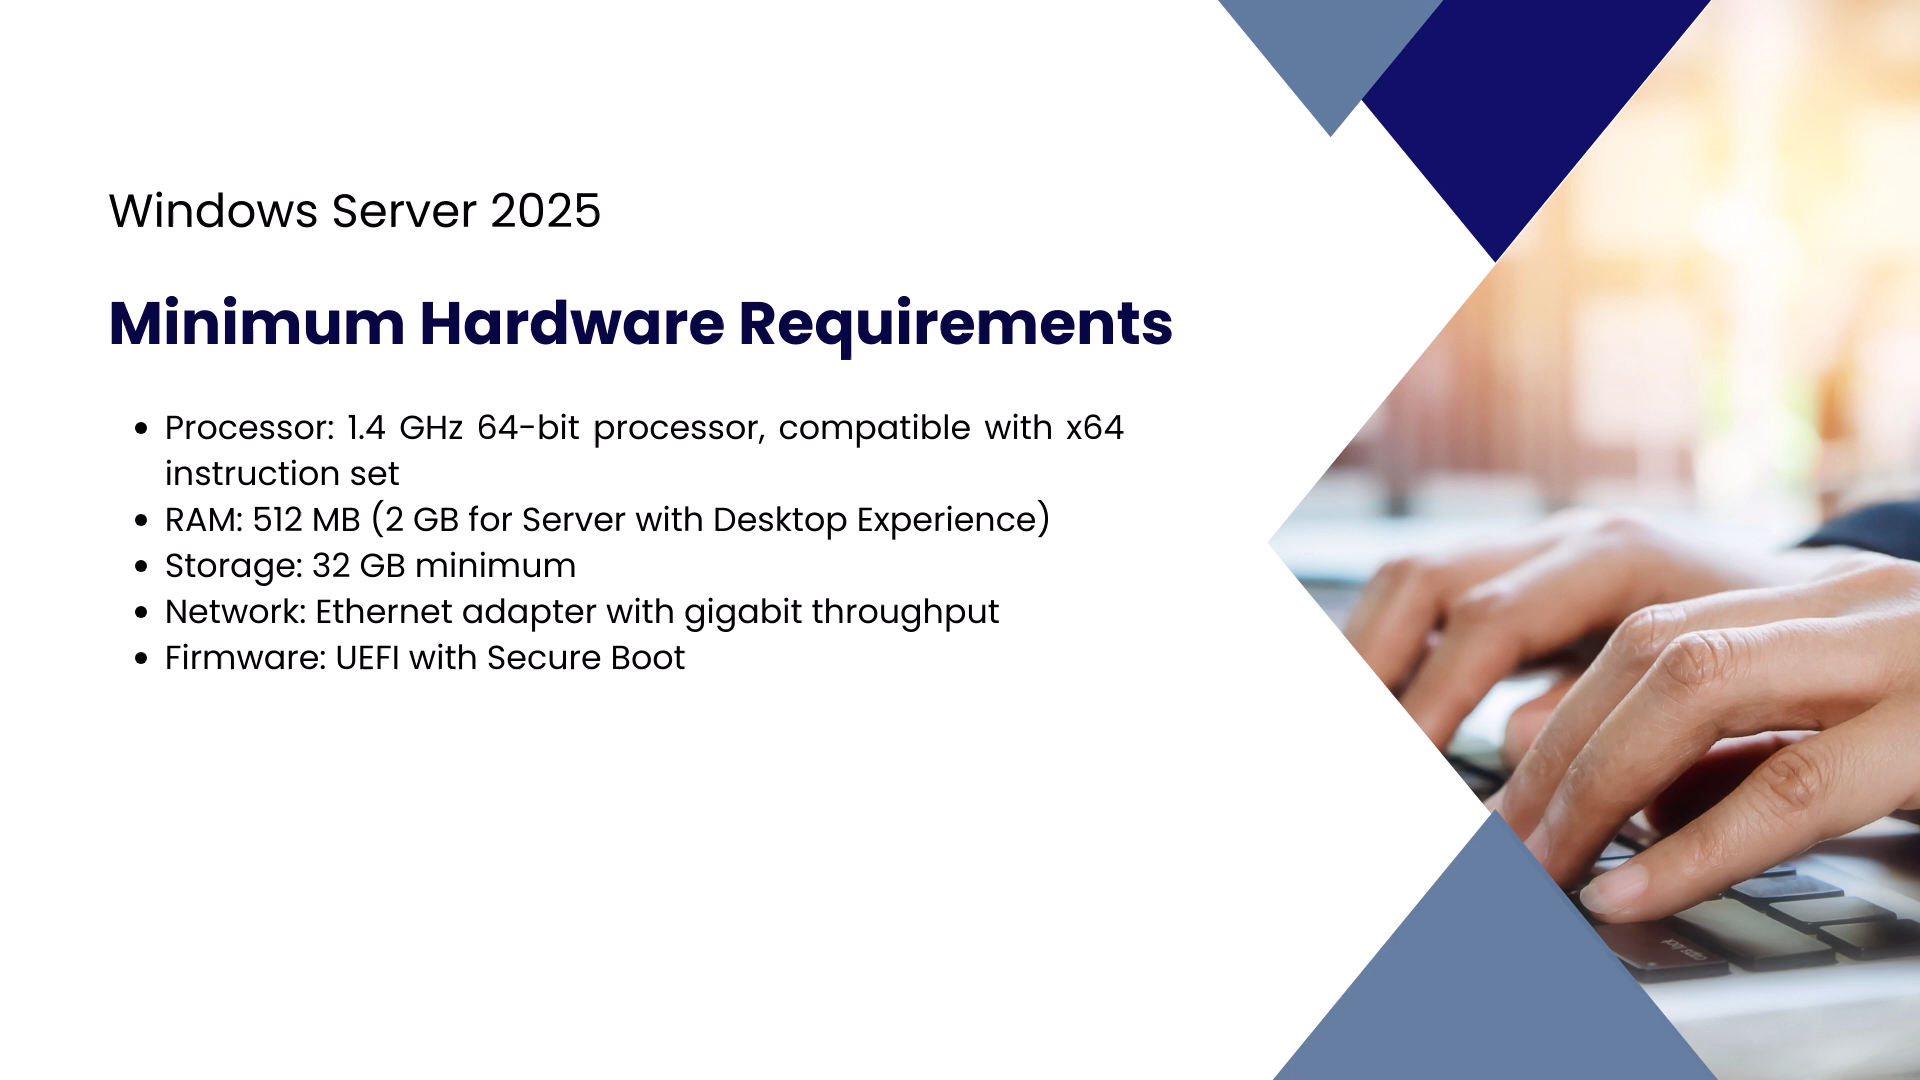 Windows Server 2025
Minimum Hardware Requirements
• Processor: 1.4 GHz 64-bit processor, compatible with x64
instruction set
• RAM: 512 MB (2 GB for Server with Desktop Experience)
• Storage: 32 GB minimum
• Network: Ethernet adapter with gigabit throughput
• Firmware: UEFI with Secure Boot
caps lock